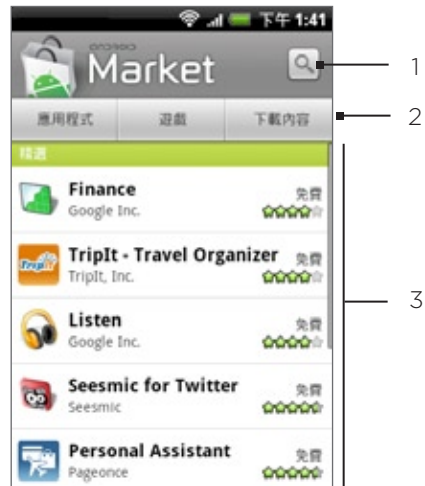 下午 1:41
ANDROID
Market
1
應用程式 遊戲 下載內容
2
精選
Finance 免費
Google Inc.
TripIt - Travel Organizer 免費
TripIt, Inc.
3
Listen 免費
Google Inc.
Seesmic for Twitter 免費
Seesmic
Personal Assistant 免費
Pageonce